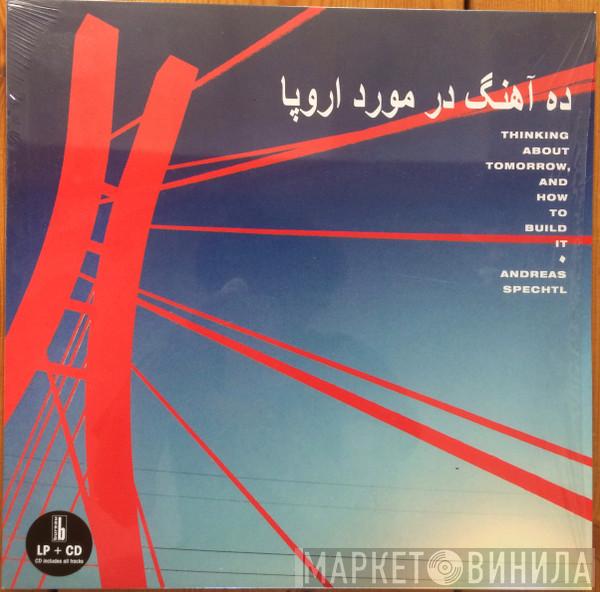 ده آهنگ در مورد اروپا
THINKING
ABOUT
TOMORROW,
AND
HOW
TO
BUILD
IT
ANDREAS
SPECHTL
LP + CD
CD includes all tracks
МАРКЕТ ВИНИЛА